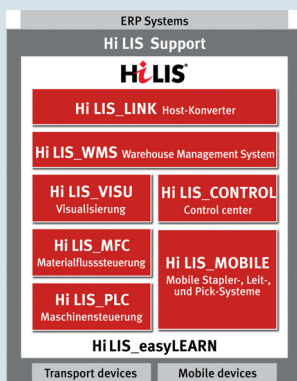 ERP Systems
Hi LIS Support
HiLIS®
Hi LIS_LINK Host-Konverter
Hi LIS_WMS Warehouse Management System
Hi LIS_VISU
Visualisierung
Hi LIS_CONTROL
Control center
Hi LIS_MFC
Materialflusssteuerung
Hi LIS_MOBILE
Mobile Stapler-, Leit-,
und Pick-Systeme
Hi LIS_PLC
Maschinensteuerung
Hi LIS_easyLEARN
Transport devices
Mobile devices